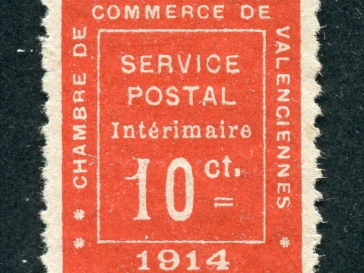 CHAMBRE DE
COMMERCE DE
VALENCIENNES
SERVICE
POSTAL
Intérimaire
10 ct.
1914